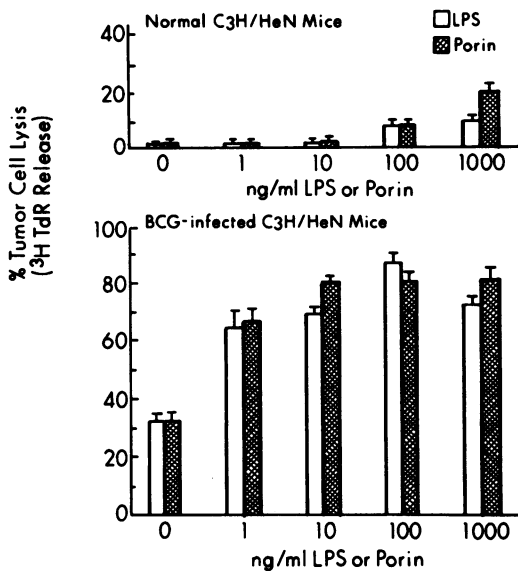 Normal C3H/HeN Mice
LPS
Porin
40
20
0
0 1 10 100 1000
ng/ml LPS or Porin
% Tumor Cell Lysis
(³H TdR Release)
BCG-infected C3H/HeN Mice
100
80
60
40
20
0
0 1 10 100 1000
ng/ml LPS or Porin